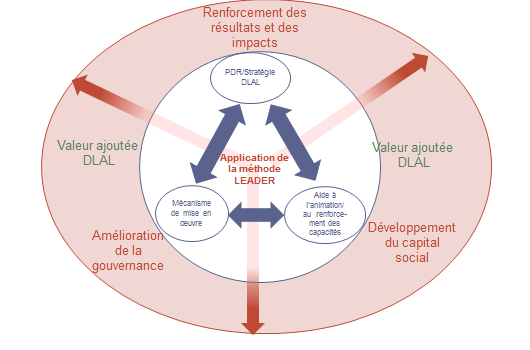 Renforcement des
résultats et des
impacts
PDR/Stratégie
DLAL
Valeur ajoutée
DLAL
Application de
la méthode
LEADER
Valeur ajoutée
DLAL
Mécanisme
de mise en
œuvre
Aide à
l'animation/
au renforce-
ment des
capacités
Amélioration
de la
gouvernance
Développement
du capital
social